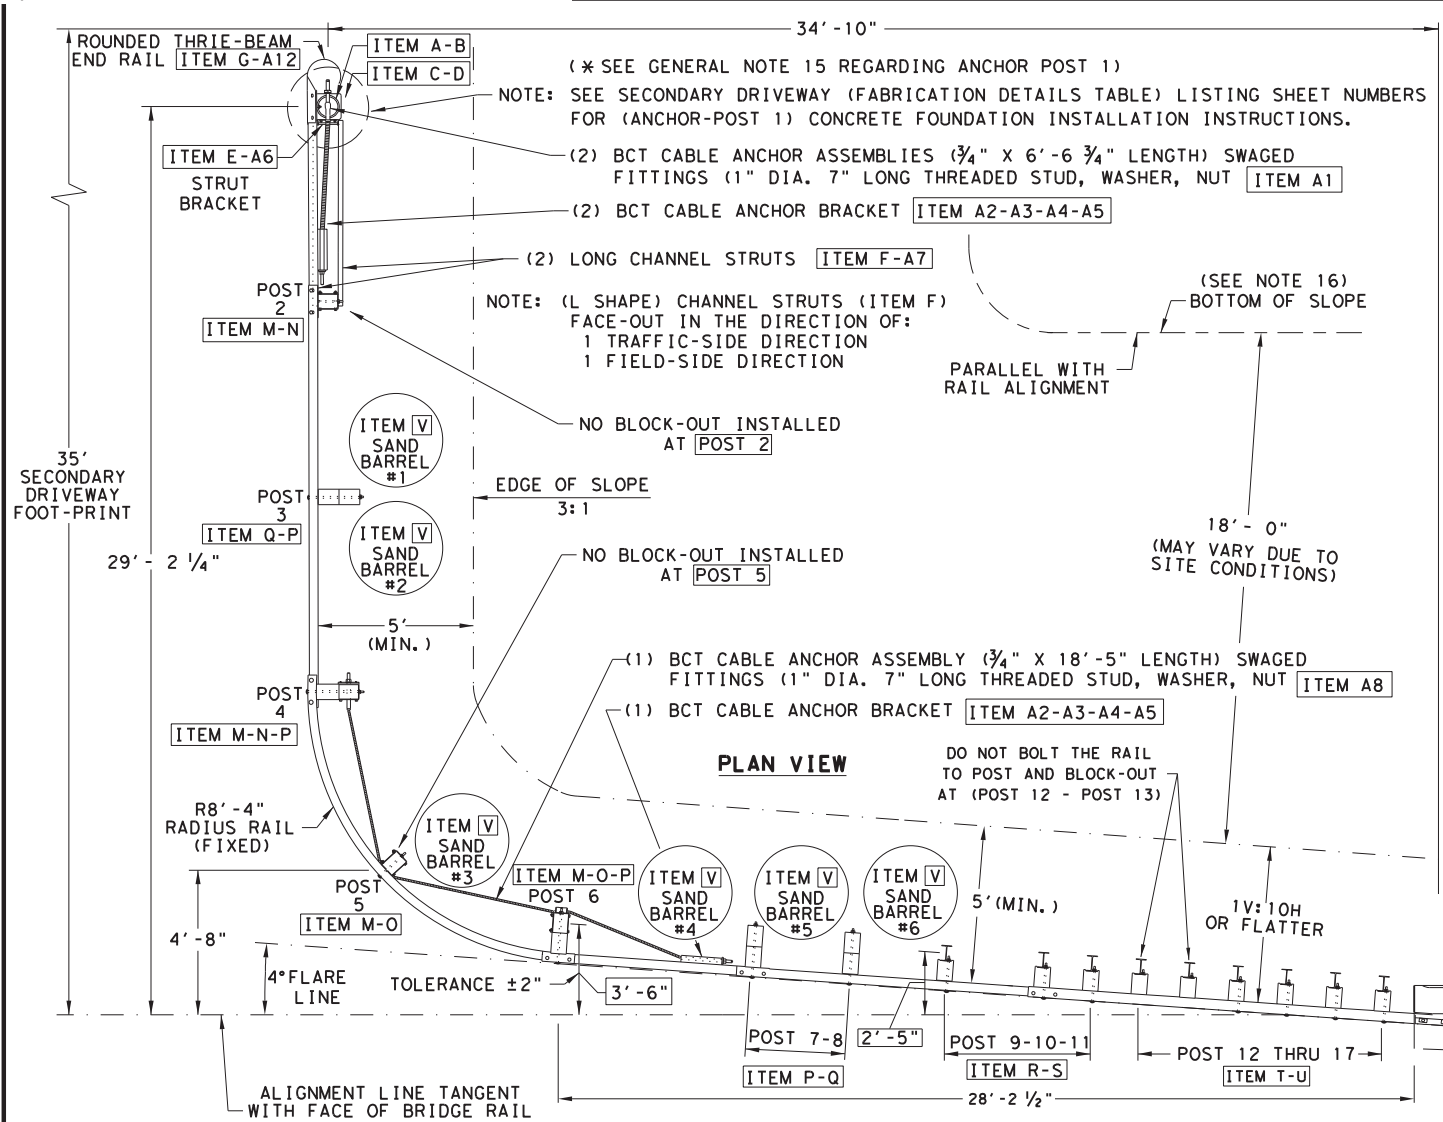 34'-10"
ROUNDED THRIE-BEAM
END RAIL ITEM G-A12
ITEM A-B
ITEM C-D
(* SEE GENERAL NOTE 15 REGARDING ANCHOR POST 1)
NOTE: SEE SECONDARY DRIVEWAY (FABRICATION DETAILS TABLE) LISTING SHEET NUMBERS
FOR (ANCHOR-POST 1) CONCRETE FOUNDATION INSTALLATION INSTRUCTIONS.
ITEM E-A6
STRUT
BRACKET
(2) BCT CABLE ANCHOR ASSEMBLIES (3/4" X 6'-6 3/4" LENGTH) SWAGED
FITTINGS (1" DIA. 7" LONG THREADED STUD, WASHER, NUT ITEM A1
(2) BCT CABLE ANCHOR BRACKET ITEM A2-A3-A4-A5
(2) LONG CHANNEL STRUTS ITEM F-A7
POST
2
ITEM M-N
NOTE: (L SHAPE) CHANNEL STRUTS (ITEM F)
FACE-OUT IN THE DIRECTION OF:
1 TRAFFIC-SIDE DIRECTION
1 FIELD-SIDE DIRECTION
(SEE NOTE 16)
BOTTOM OF SLOPE
PARALLEL WITH
RAIL ALIGNMENT
ITEM V
SAND
BARREL
#1
NO BLOCK-OUT INSTALLED
AT POST 2
35'
SECONDARY
DRIVEWAY
FOOT-PRINT
POST
3
ITEM Q-P
EDGE OF SLOPE
3:1
ITEM V
SAND
BARREL
#2
29'- 2 1/4"
NO BLOCK-OUT INSTALLED
AT POST 5
18'- 0"
(MAY VARY DUE TO
SITE CONDITIONS)
5'
(MIN.)
(1) BCT CABLE ANCHOR ASSEMBLY (3/4" X 18'-5" LENGTH) SWAGED
FITTINGS (1" DIA. 7" LONG THREADED STUD, WASHER, NUT ITEM A8
POST
4
ITEM M-N-P
(1) BCT CABLE ANCHOR BRACKET ITEM A2-A3-A4-A5
PLAN VIEW
DO NOT BOLT THE RAIL
TO POST AND BLOCK-OUT
AT (POST 12 - POST 13)
R8'-4"
RADIUS RAIL
(FIXED)
ITEM V
SAND
BARREL
#3
ITEM M-O-P
POST 6
ITEM V
SAND
BARREL
#4
ITEM V
SAND
BARREL
#5
ITEM V
SAND
BARREL
#6
5'(MIN.)
1V:10H
OR FLATTER
POST
5
ITEM M-O
4'-8"
4° FLARE
LINE
TOLERANCE ±2"
3'-6"
POST 7-8
ITEM P-Q
2'-5"
POST 9-10-11
ITEM R-S
POST 12 THRU 17
ITEM T-U
28'-2 1/2"
ALIGNMENT LINE TANGENT
WITH FACE OF BRIDGE RAIL